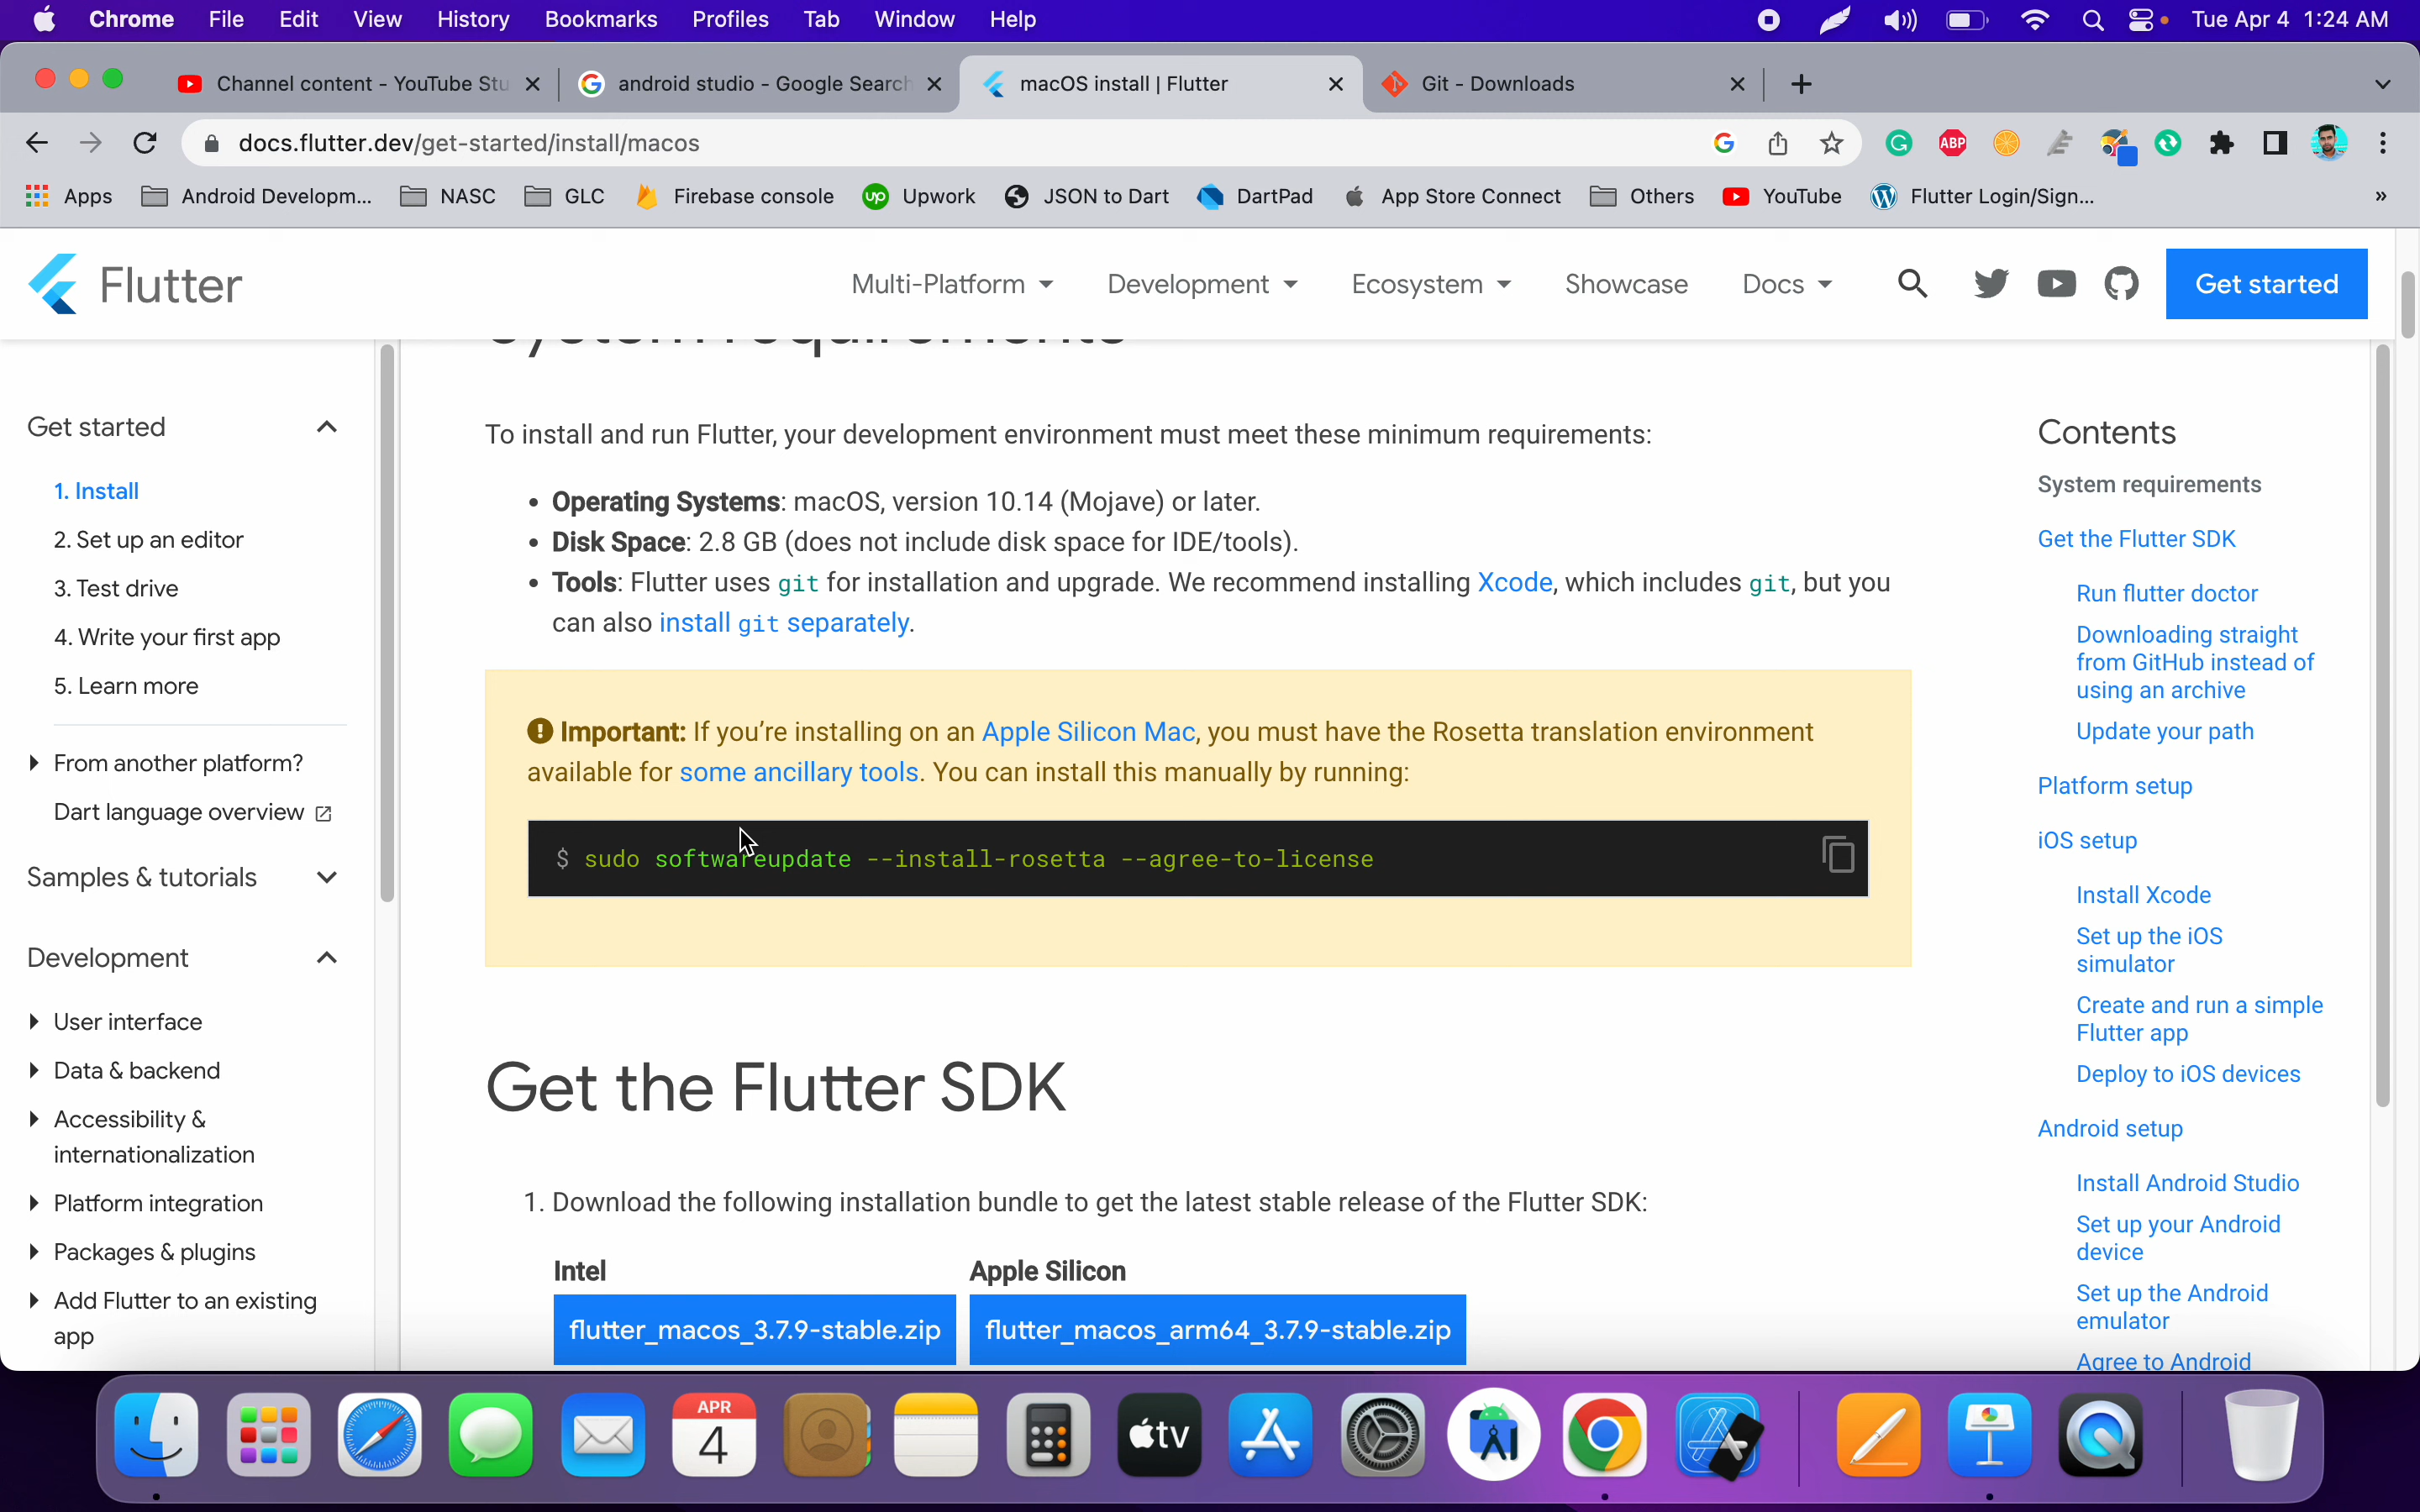 Chrome File Edit View History Bookmarks Profiles Tab Window Help Tue Apr 4 1:24 AM
Channel content - YouTube Stu android studio - Google Search macOS install | Flutter Git - Downloads
docs.flutter.dev/get-started/install/macos
ABP
Apps Android Developm... NASC GLC Firebase console up Upwork JSON to Dart DartPad App Store Connect Others YouTube Flutter Login/Sign... »
Flutter Multi-Platform Development Ecosystem Showcase Docs Get started
System requirements
Get started
1. Install
2. Set up an editor
3. Test drive
4. Write your first app
5. Learn more
From another platform?
Dart language overview
Samples & tutorials
Development
User interface
Data & backend
Accessibility &
internationalization
Platform integration
Packages & plugins
Add Flutter to an existing
app
To install and run Flutter, your development environment must meet these minimum requirements:
• Operating Systems: macOS, version 10.14 (Mojave) or later.
• Disk Space: 2.8 GB (does not include disk space for IDE/tools).
• Tools: Flutter uses git for installation and upgrade. We recommend installing Xcode, which includes git, but you
can also install git separately.
Important: If you're installing on an Apple Silicon Mac, you must have the Rosetta translation environment
available for some ancillary tools. You can install this manually by running:
$ sudo softwareupdate --install-rosetta --agree-to-license
Get the Flutter SDK
1. Download the following installation bundle to get the latest stable release of the Flutter SDK:
Intel Apple Silicon
flutter_macos_3.7.9-stable.zip flutter_macos_arm64_3.7.9-stable.zip
Contents
System requirements
Get the Flutter SDK
Run flutter doctor
Downloading straight
from GitHub instead of
using an archive
Update your path
Platform setup
iOS setup
Install Xcode
Set up the iOS
simulator
Create and run a simple
Flutter app
Deploy to iOS devices
Android setup
Install Android Studio
Set up your Android
device
Set up the Android
emulator
Agree to Android
APR
4
tv